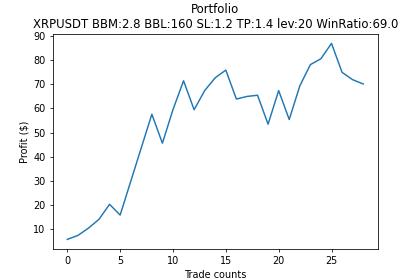 Portfolio
XRPUSDT BBM:2.8 BBL:160 SL:1.2 TP:1.4 lev:20 WinRatio:69.0
90
80
70
60
50
40
30
20
10
Profit ($)
0 5 10 15 20 25
Trade counts